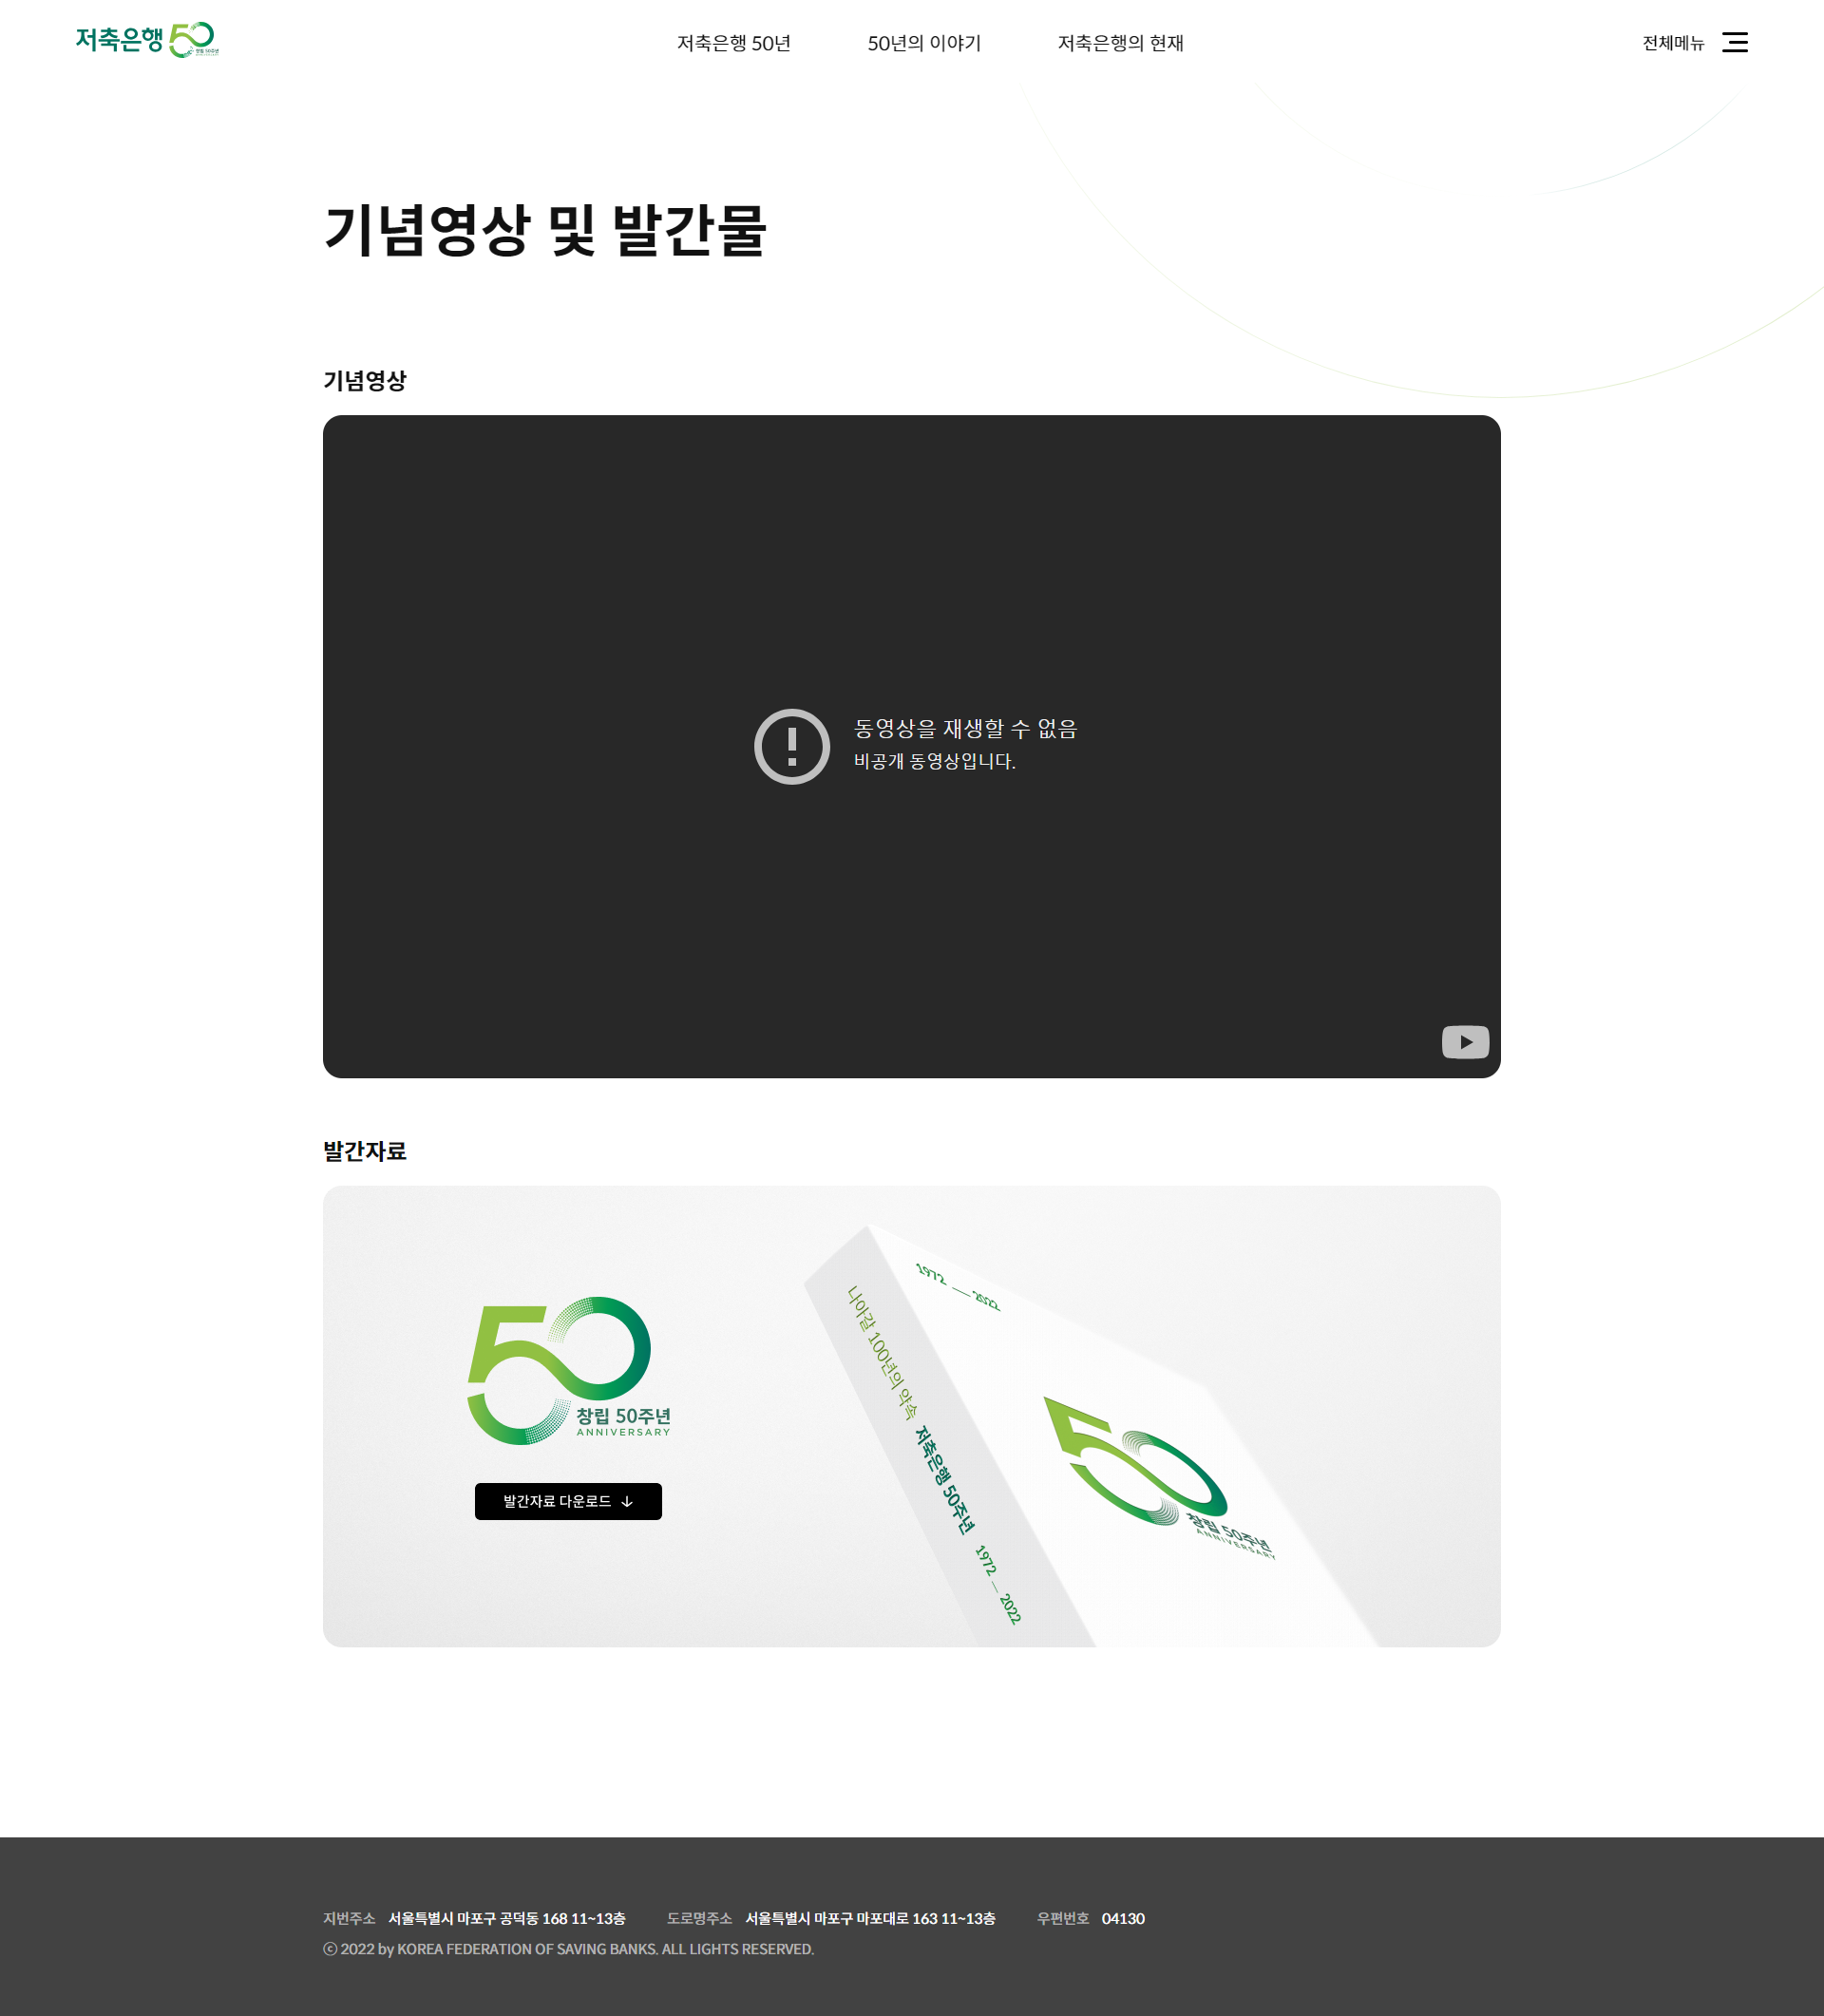 저축은행 50 창립 50주년
저축은행 50년
50년의 이야기
저축은행의 현재
전체메뉴
기념영상 및 발간물
기념영상
동영상을 재생할 수 없음
비공개 동영상입니다.
발간자료
50 창립 50주년
ANNIVERSARY
발간자료 다운로드
나아갈 100년의 약속 저축은행 50주년 1972 — 2022
1972 — 2022
50 창립 50주년
ANNIVERSARY
지번주소 서울특별시 마포구 공덕동 168 11~13층 도로명주소 서울특별시 마포구 마포대로 163 11~13층 우편번호 04130
ⓒ 2022 by KOREA FEDERATION OF SAVING BANKS. ALL LIGHTS RESERVED.